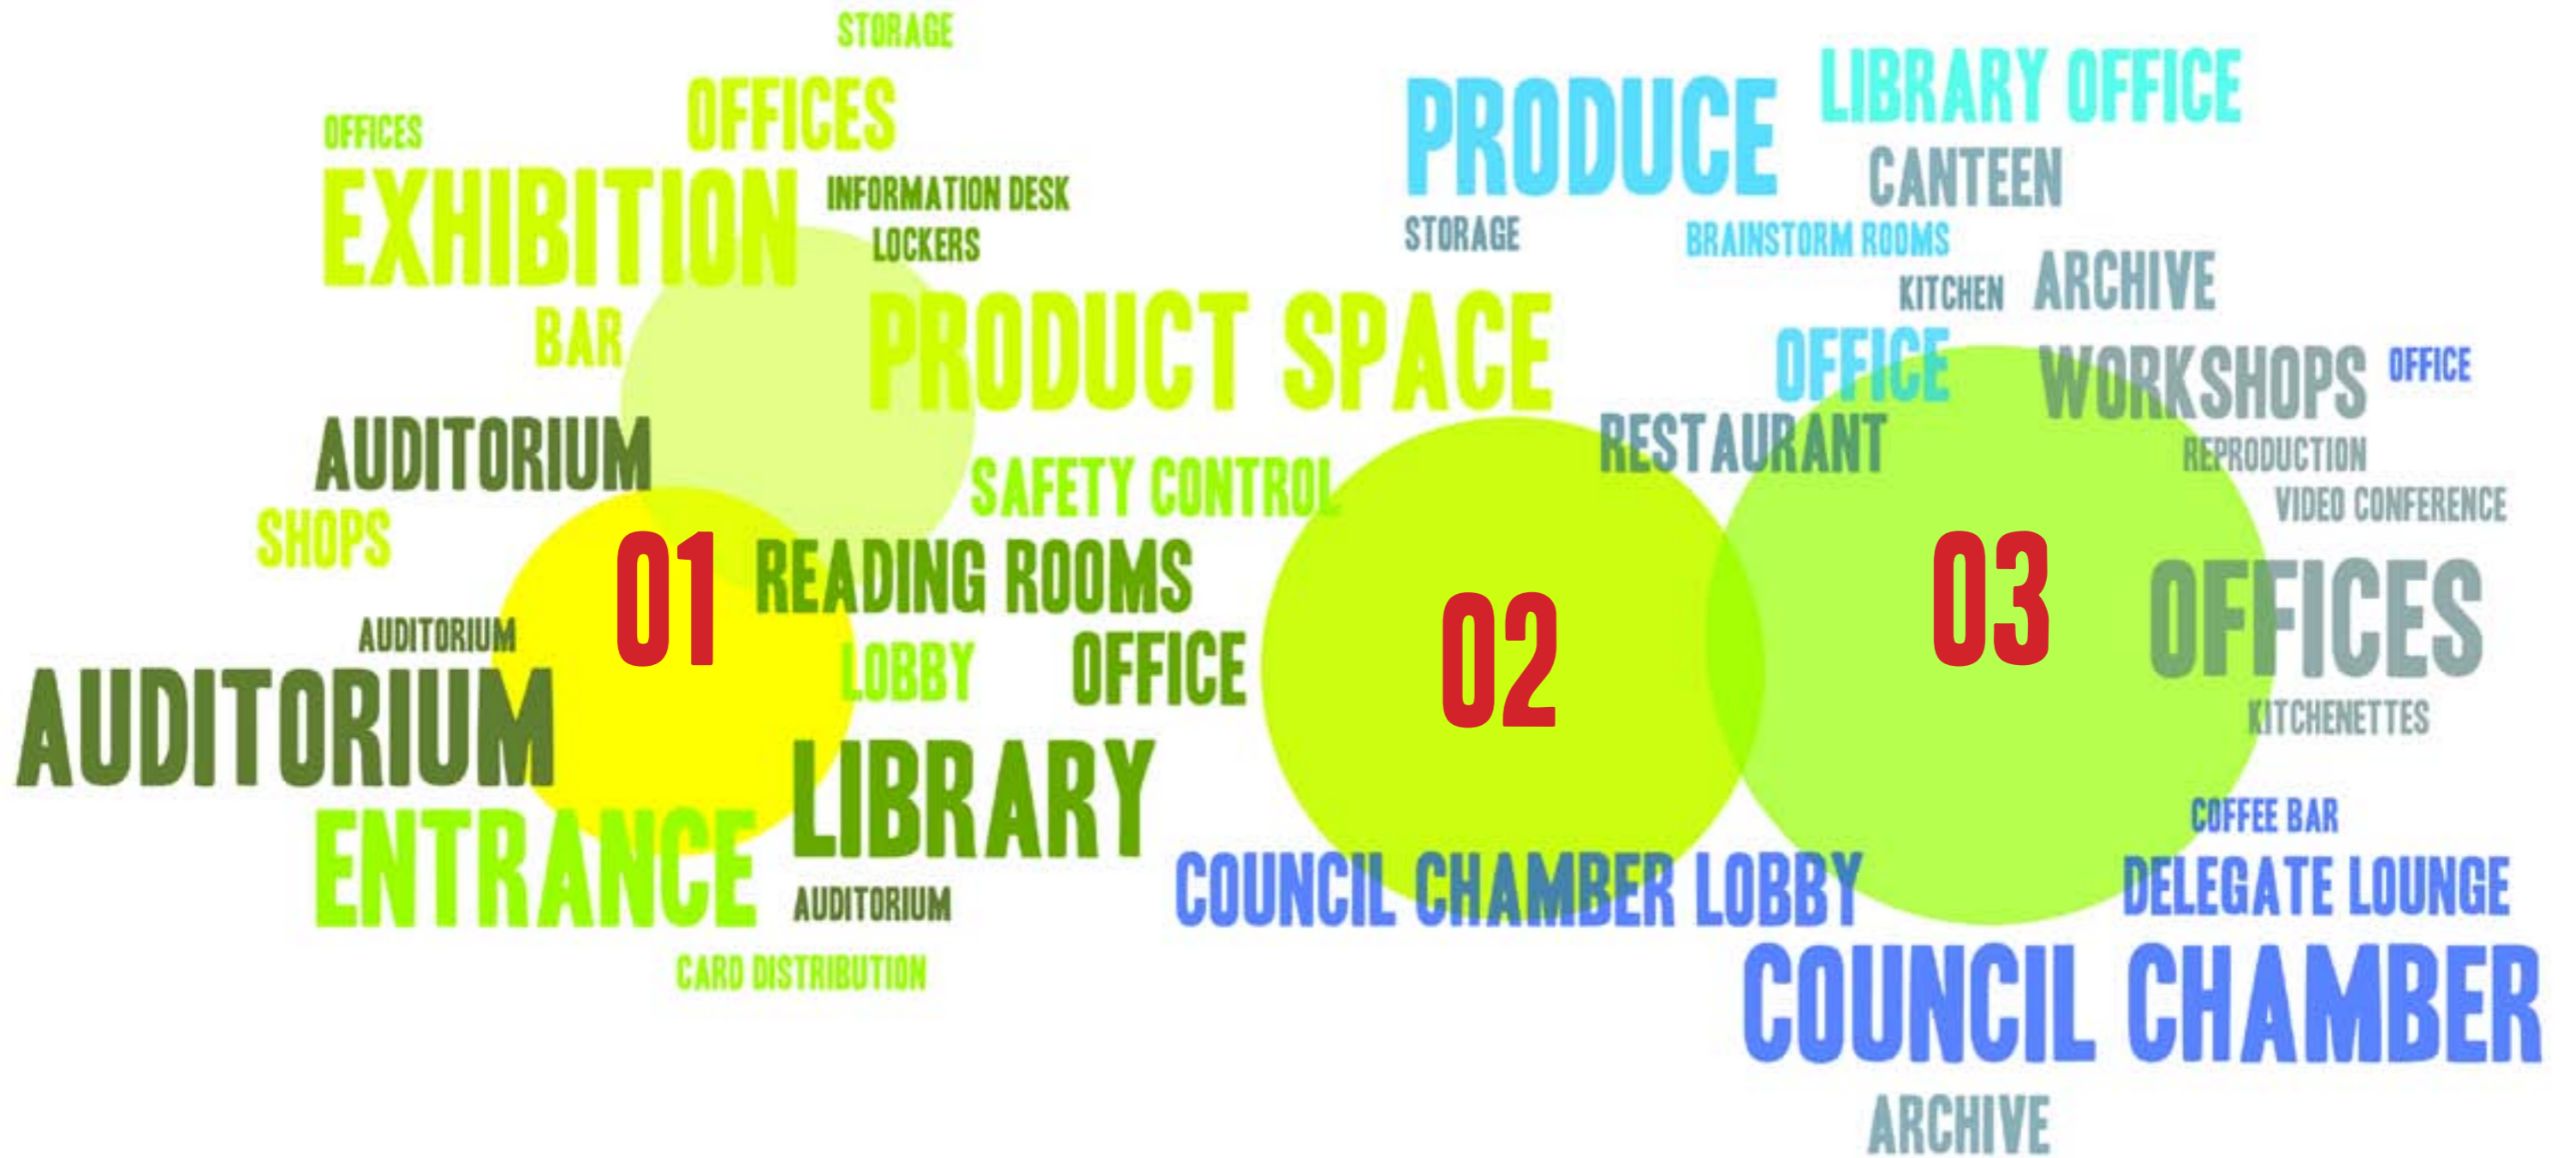 STORAGE
OFFICES
OFFICES
EXHIBITION
INFORMATION DESK
LOCKERS
BAR
PRODUCT SPACE
AUDITORIUM
SAFETY CONTROL
SHOPS
01
READING ROOMS
AUDITORIUM
LOBBY
OFFICE
AUDITORIUM
LIBRARY
ENTRANCE
AUDITORIUM
CARD DISTRIBUTION
PRODUCE
LIBRARY OFFICE
CANTEEN
STORAGE
BRAINSTORM ROOMS
KITCHEN
ARCHIVE
OFFICE
WORKSHOPS
OFFICE
RESTAURANT
REPRODUCTION
VIDEO CONFERENCE
02
03
OFFICES
KITCHENETTES
COFFEE BAR
COUNCIL CHAMBER LOBBY
DELEGATE LOUNGE
COUNCIL CHAMBER
ARCHIVE